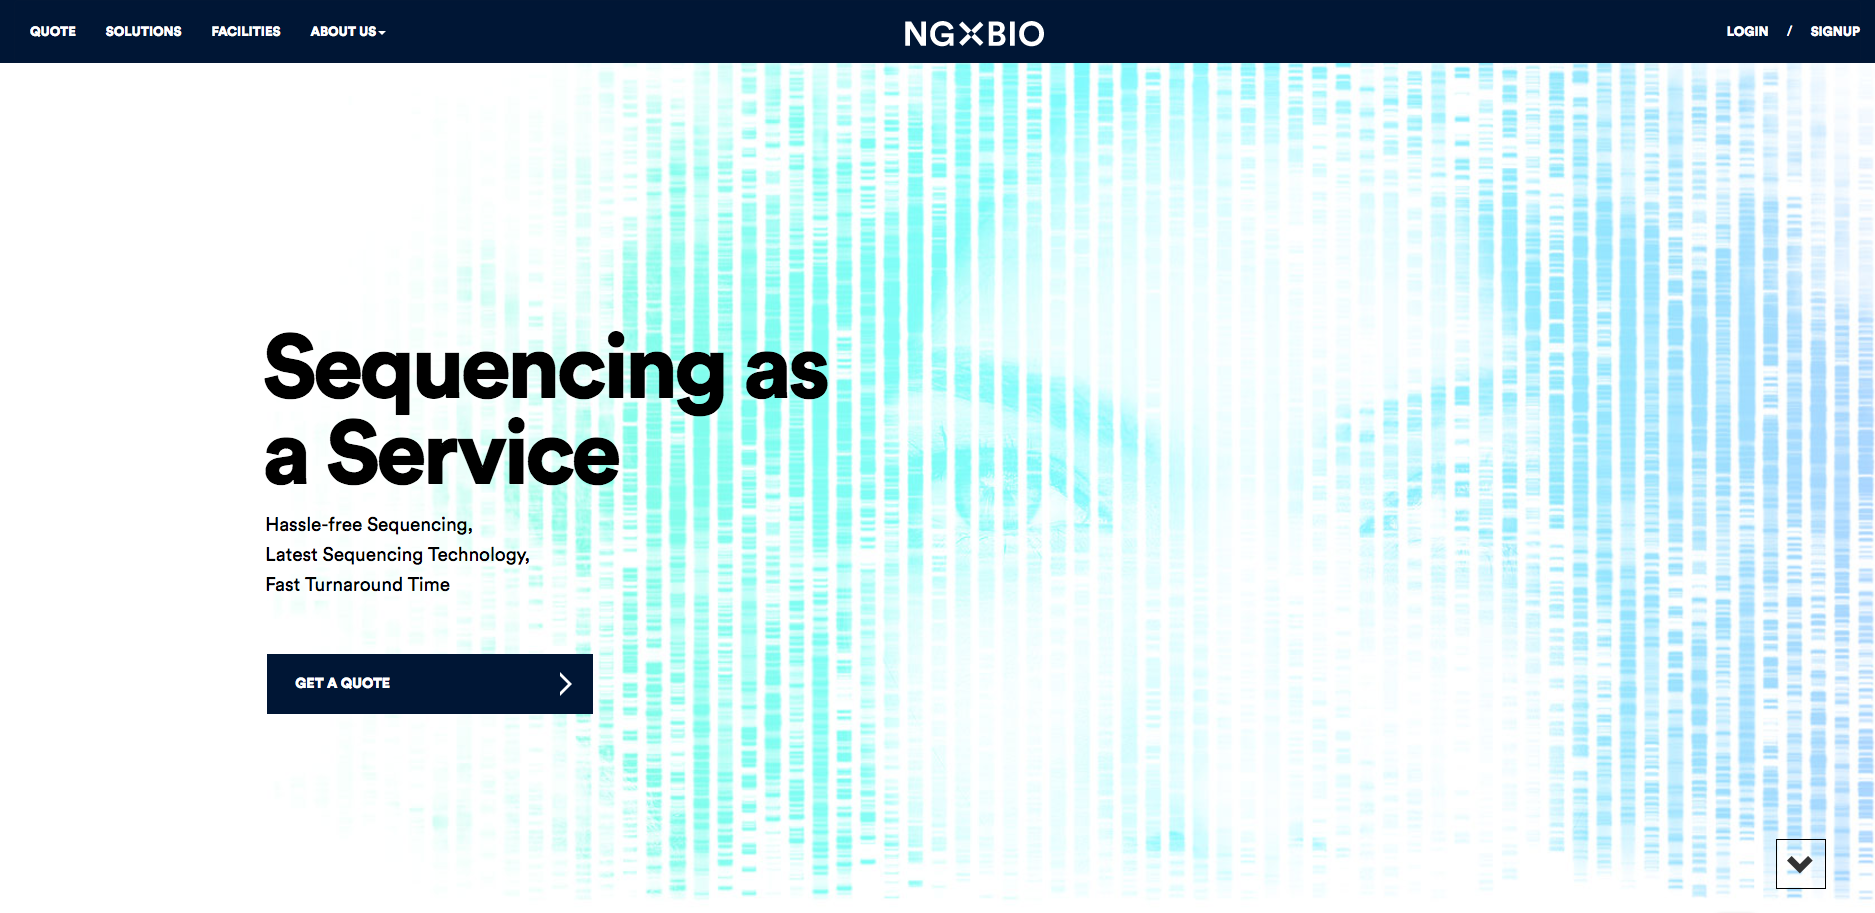 QUOTE
SOLUTIONS
FACILITIES
ABOUT US
NGXBIO
LOGIN / SIGNUP
Sequencing as
a Service
Hassle-free Sequencing,
Latest Sequencing Technology,
Fast Turnaround Time
GET A QUOTE